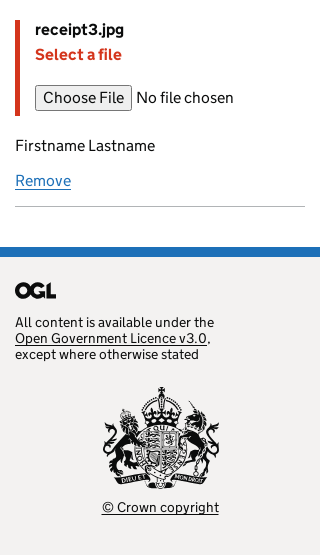 receipt3.jpg
Select a file
Choose File No file chosen
Firstname Lastname
Remove
OGL
All content is available under the
Open Government Licence v3.0,
except where otherwise stated
DIEU ET MON DROIT
© Crown copyright